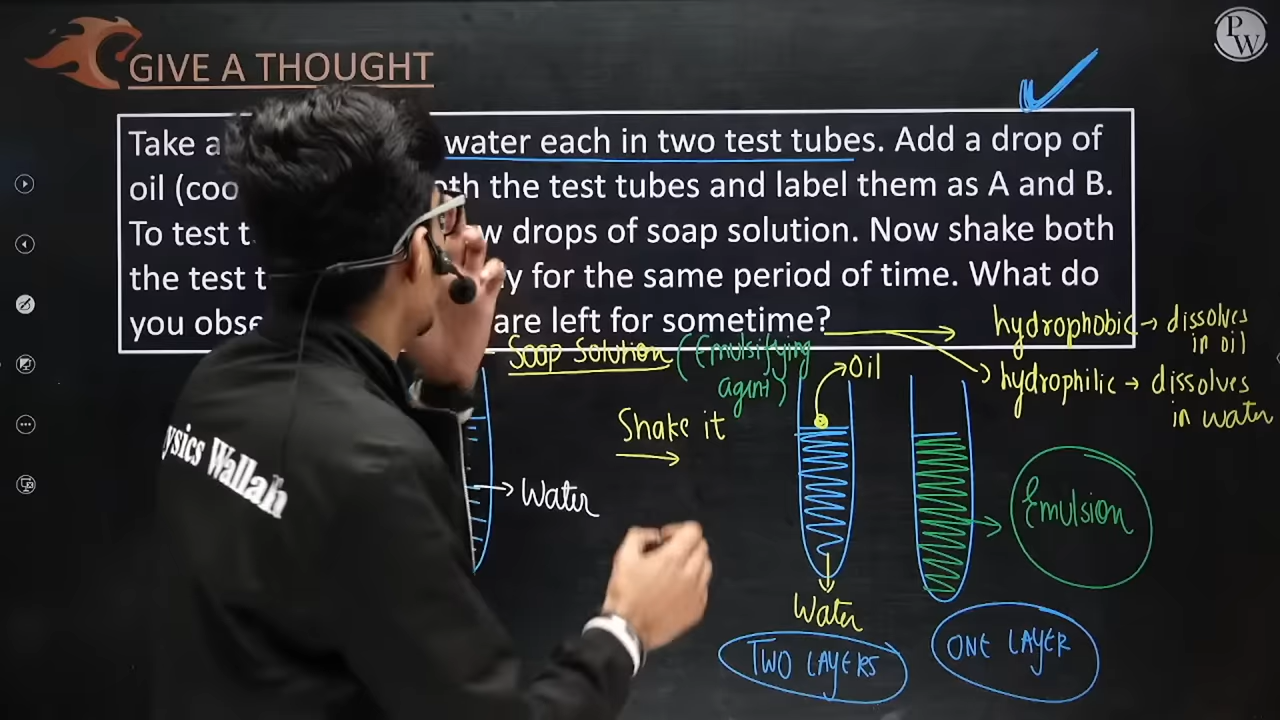 GIVE A THOUGHT
PW
Take a water each in two test tubes. Add a drop of
oil (coo the test tubes and label them as A and B.
To test drops of soap solution. Now shake both
the test for the same period of time. What do
you are left for sometime?
hydrophobic → dissolves
in oil
Soap Solution (Emulsifying
agent)
Oil
hydrophilic → dissolves
in water
Shake it
Water
Emulsion
Water
TWO LAYERS
ONE LAYER
Wallah